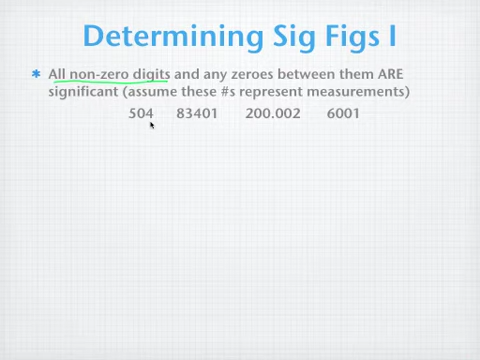 Determining Sig Figs I
* All non-zero digits and any zeroes between them ARE
significant (assume these #s represent measurements)
504 83401 200.002 6001